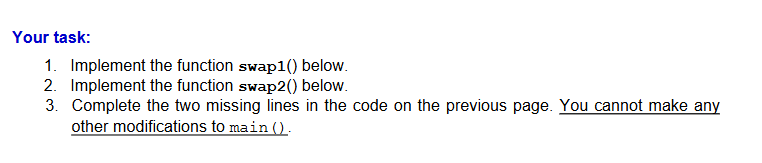 Your task:
1. Implement the function swap1() below.
2. Implement the function swap2() below.
3. Complete the two missing lines in the code on the previous page. You cannot make any
other modifications to main().